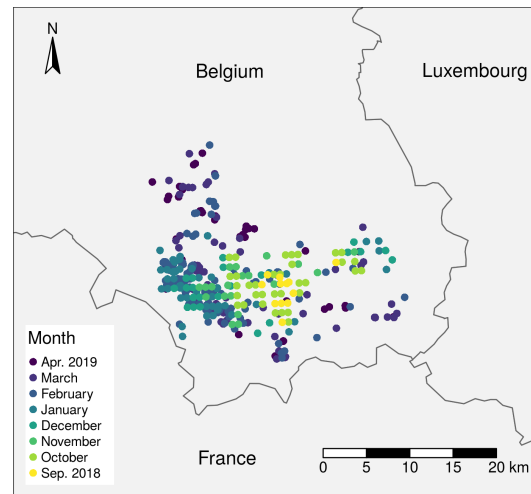 N
Belgium
Luxembourg
Month
Apr. 2019
March
February
January
December
November
October
Sep. 2018
France
0 5 10 15 20 km